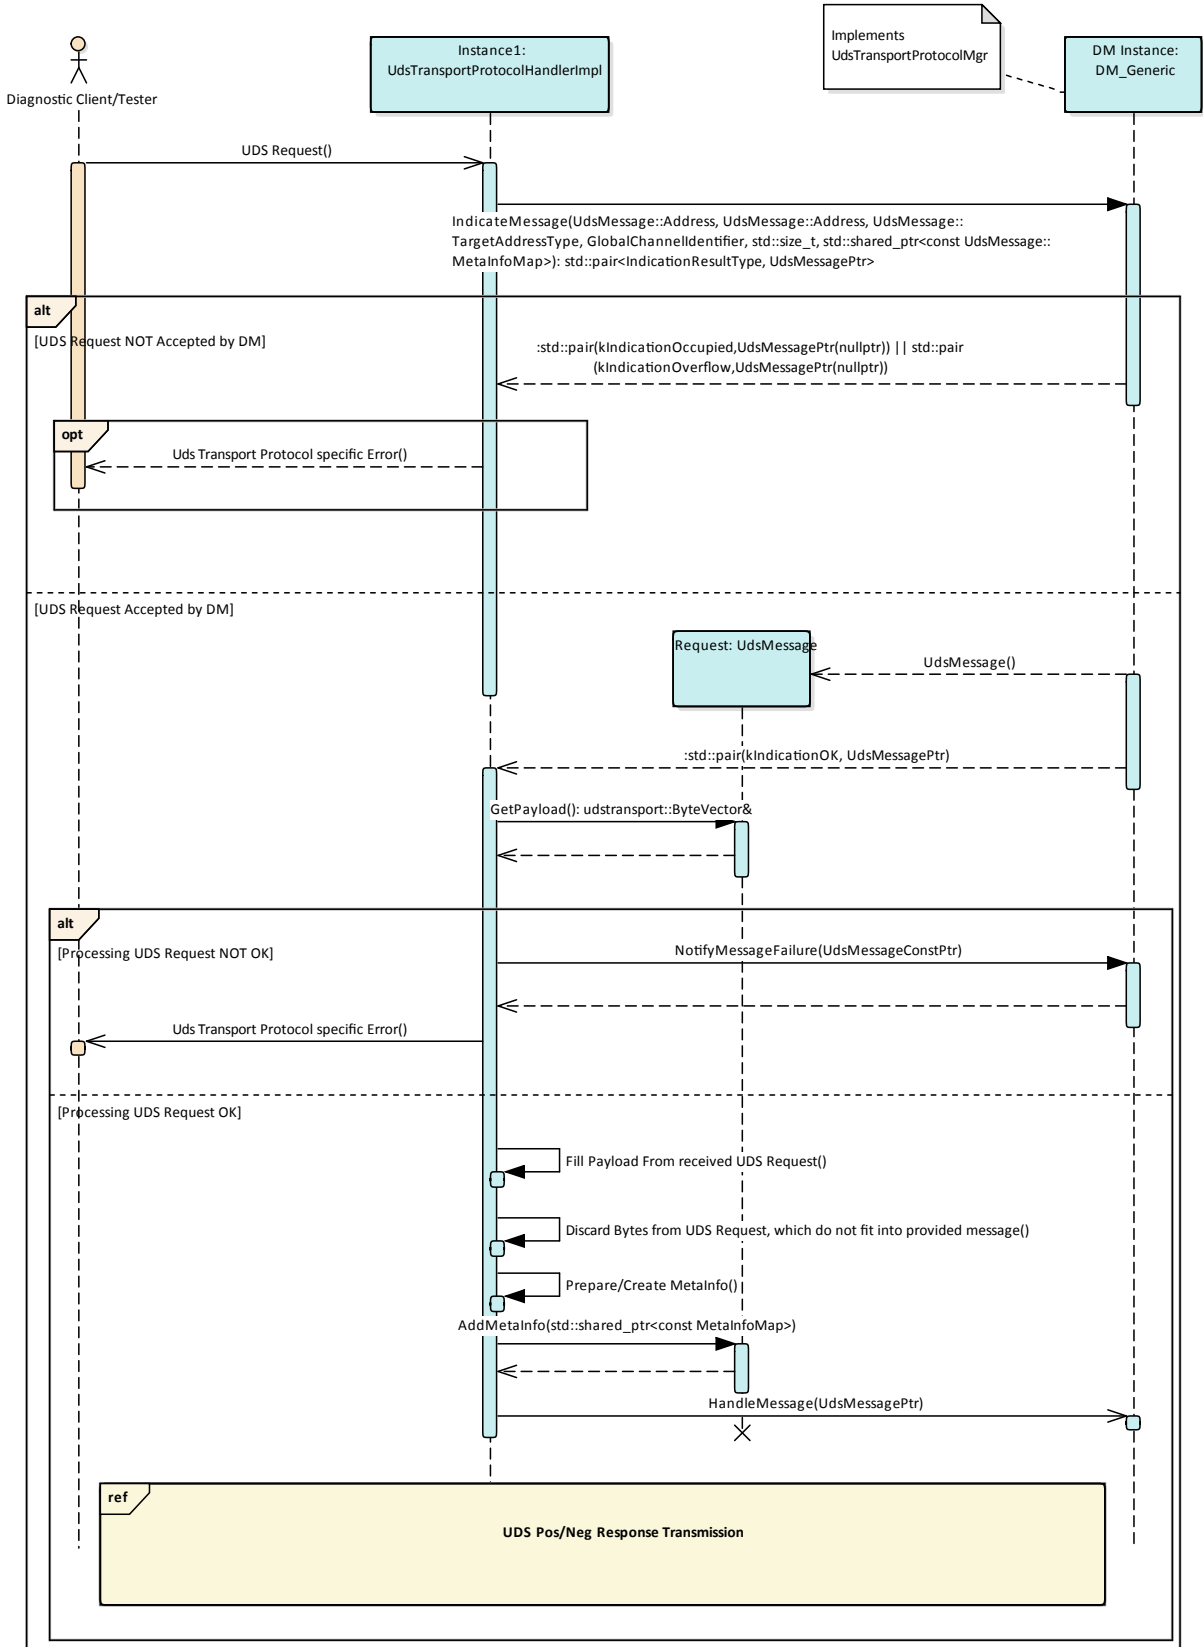 Implements
UdsTransportProtocolMgr
Instance1:
UdsTransportProtocolHandlerImpl
DM Instance:
DM_Generic
Diagnostic Client/Tester
UDS Request()
IndicateMessage(UdsMessage::Address, UdsMessage::Address, UdsMessage::
TargetAddressType, GlobalChannelIdentifier, std::size_t, std::shared_ptr<const UdsMessage::
MetaInfoMap>): std::pair<IndicationResultType, UdsMessagePtr>
alt
[UDS Request NOT Accepted by DM]
:std::pair(kIndicationOccupied,UdsMessagePtr(nullptr)) || std::pair
(kIndicationOverflow,UdsMessagePtr(nullptr))
opt
Uds Transport Protocol specific Error()
[UDS Request Accepted by DM]
Request: UdsMessage
UdsMessage()
:std::pair(kIndicationOK, UdsMessagePtr)
GetPayload(): udstransport::ByteVector&
alt
[Processing UDS Request NOT OK]
NotifyMessageFailure(UdsMessageConstPtr)
Uds Transport Protocol specific Error()
[Processing UDS Request OK]
Fill Payload From received UDS Request()
Discard Bytes from UDS Request, which do not fit into provided message()
Prepare/Create MetaInfo()
AddMetaInfo(std::shared_ptr<const MetaInfoMap>)
HandleMessage(UdsMessagePtr)
ref
UDS Pos/Neg Response Transmission